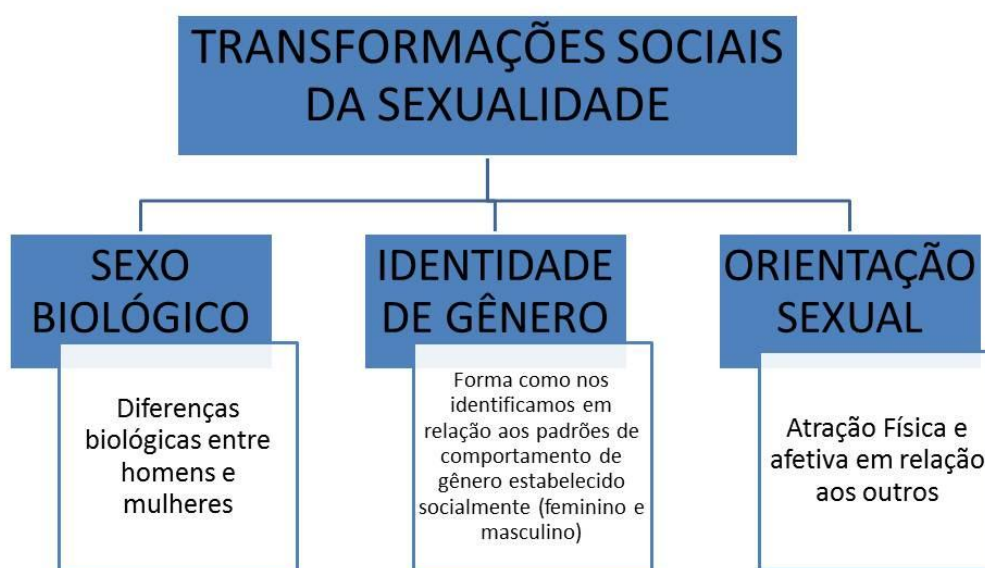 TRANSFORMAÇÕES SOCIAIS
DA SEXUALIDADE
SEXO
BIOLÓGICO
Diferenças
biológicas entre
homens e
mulheres
IDENTIDADE
DE GÊNERO
Forma como nos
identificamos em
relação aos padrões de
comportamento de
gênero estabelecido
socialmente (feminino e
masculino)
ORIENTAÇÃO
SEXUAL
Atração Física e
afetiva em relação
aos outros